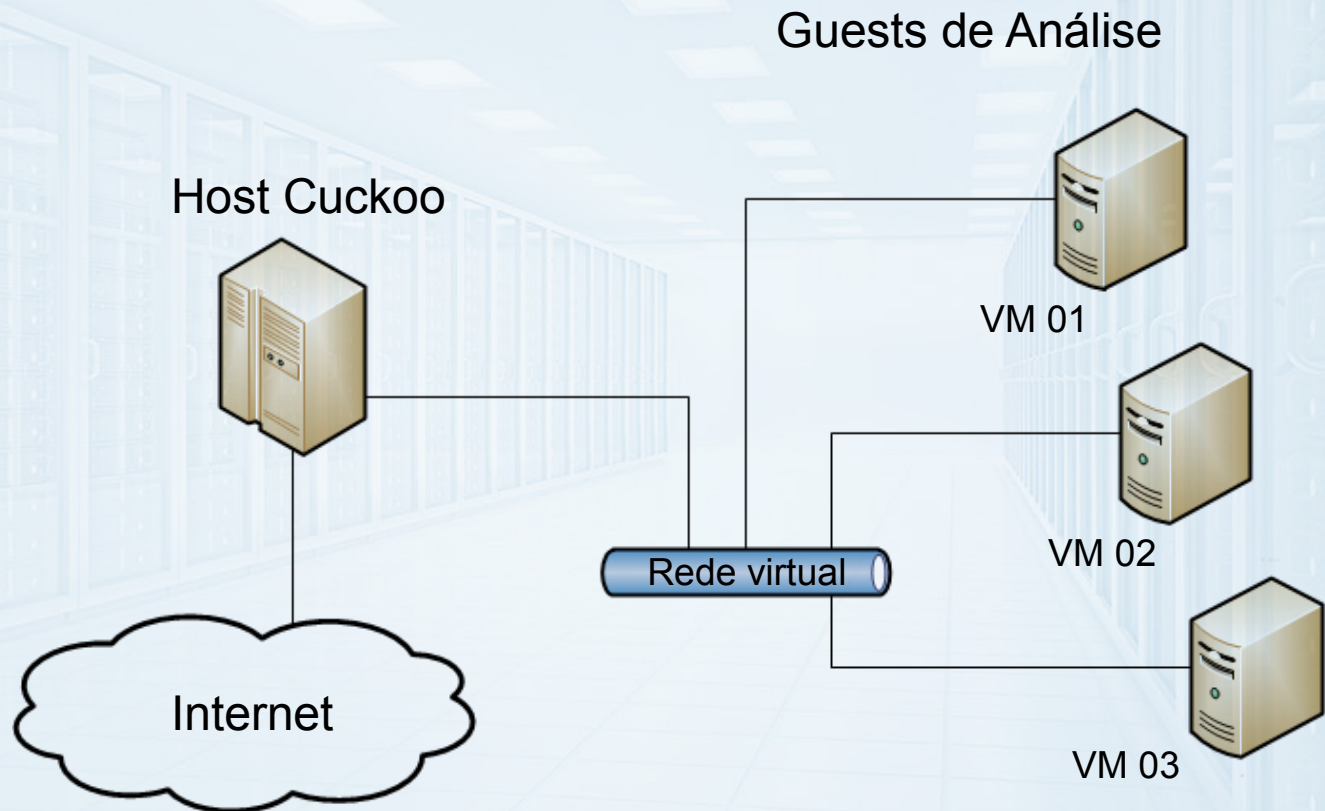 Guests de Análise
Host Cuckoo
VM 01
VM 02
Rede virtual
Internet
VM 03